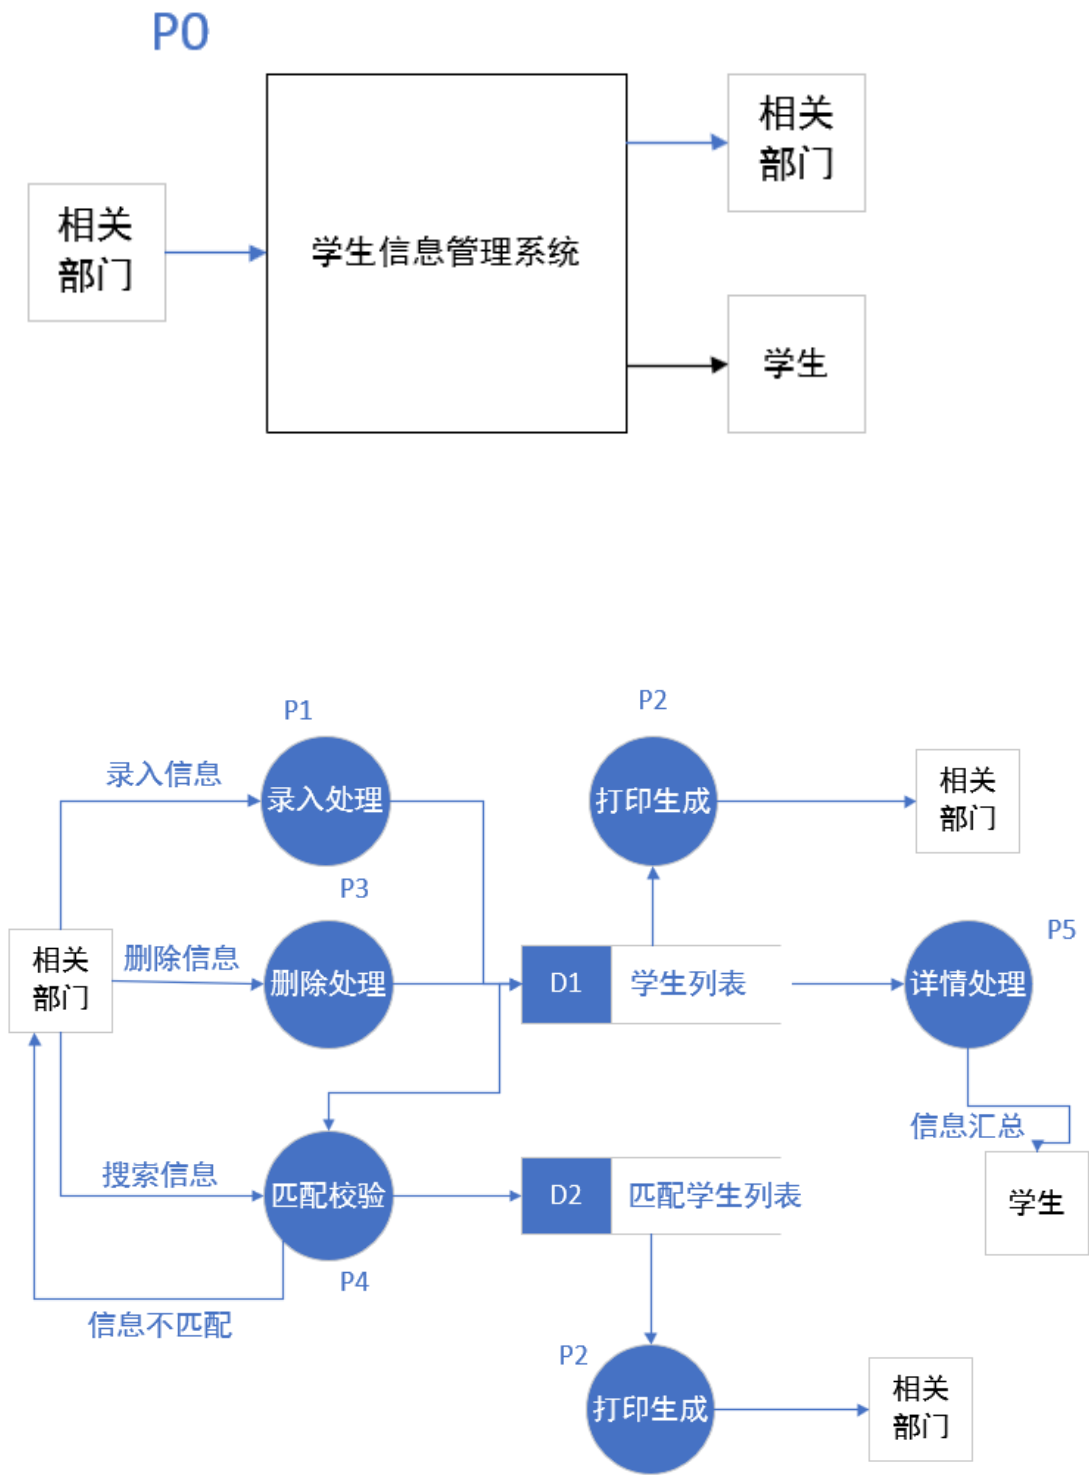 P0
相关
部门
学生信息管理系统
相关
部门
学生
P1
P2
录入信息
录入处理
打印生成
相关
部门
P3
P5
相关
部门
删除信息
删除处理
D1
学生列表
详情处理
信息汇总
搜索信息
匹配校验
D2
匹配学生列表
学生
P4
信息不匹配
P2
打印生成
相关
部门